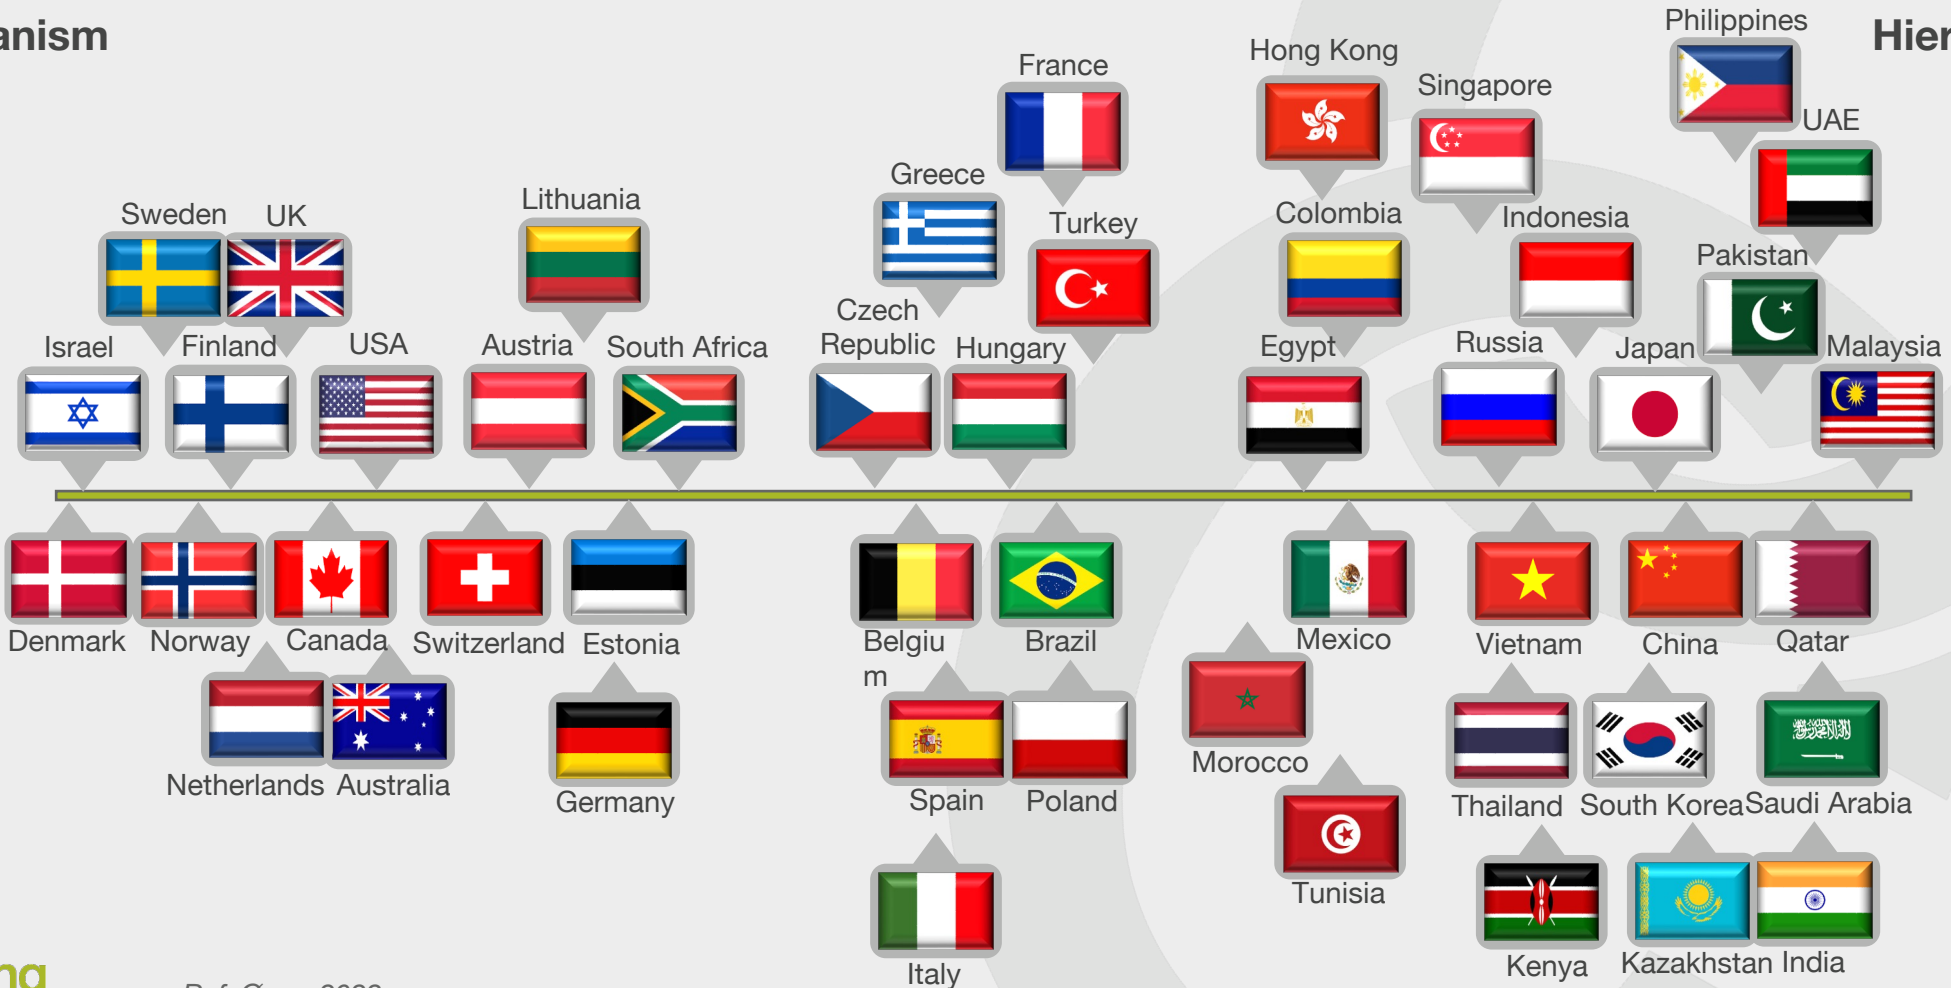 anism
Hier
Philippines
Hong Kong
France
Singapore
UAE
Greece
Lithuania
Sweden
UK
Colombia
Indonesia
Turkey
Pakistan
Czech
Republic
Israel
Finland
USA
Austria
South Africa
Hungary
Egypt
Russia
Japan
Malaysia
Denmark
Norway
Canada
Switzerland
Estonia
Belgiu
m
Brazil
Mexico
Vietnam
China
Qatar
Netherlands
Australia
Germany
Spain
Poland
Morocco
Thailand
South Korea
Saudi Arabia
Tunisia
Italy
Kenya
Kazakhstan
India
ng